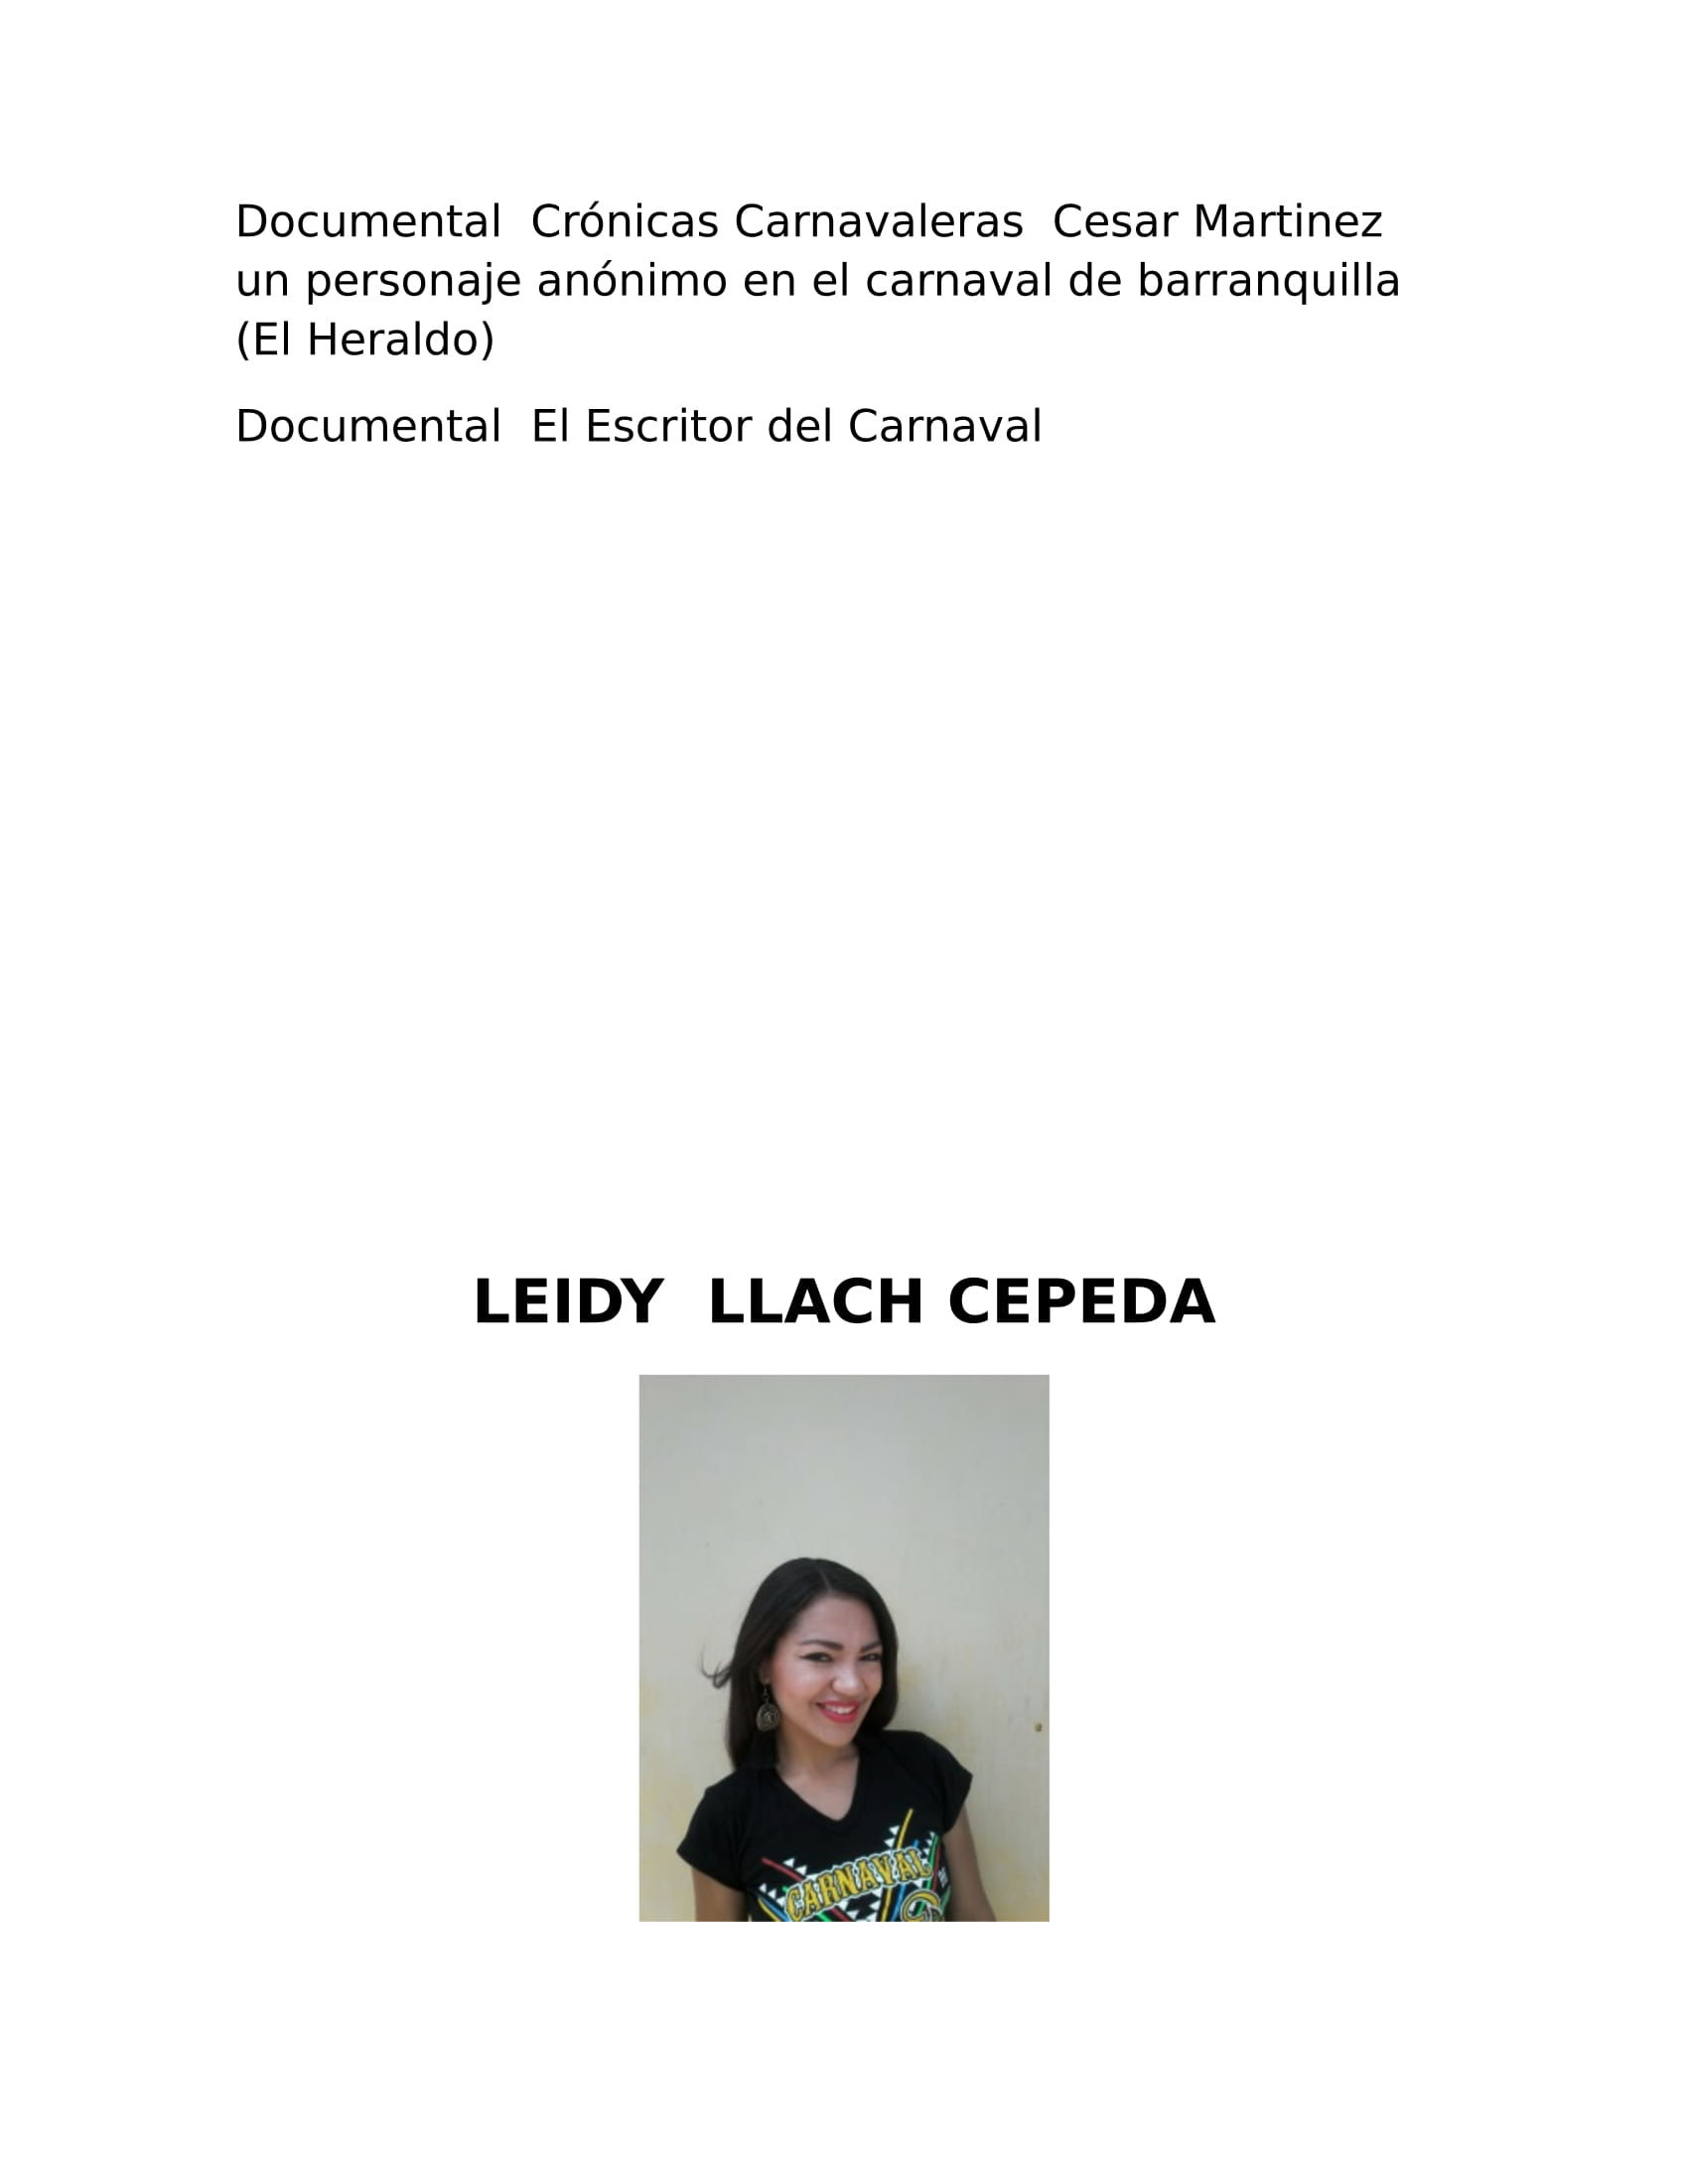 Documental  Crónicas Carnavaleras  Cesar Martinez
un personaje anónimo en el carnaval de barranquilla
(El Heraldo)
Documental  El Escritor del Carnaval
LEIDY  LLACH CEPEDA
CARNAVAL